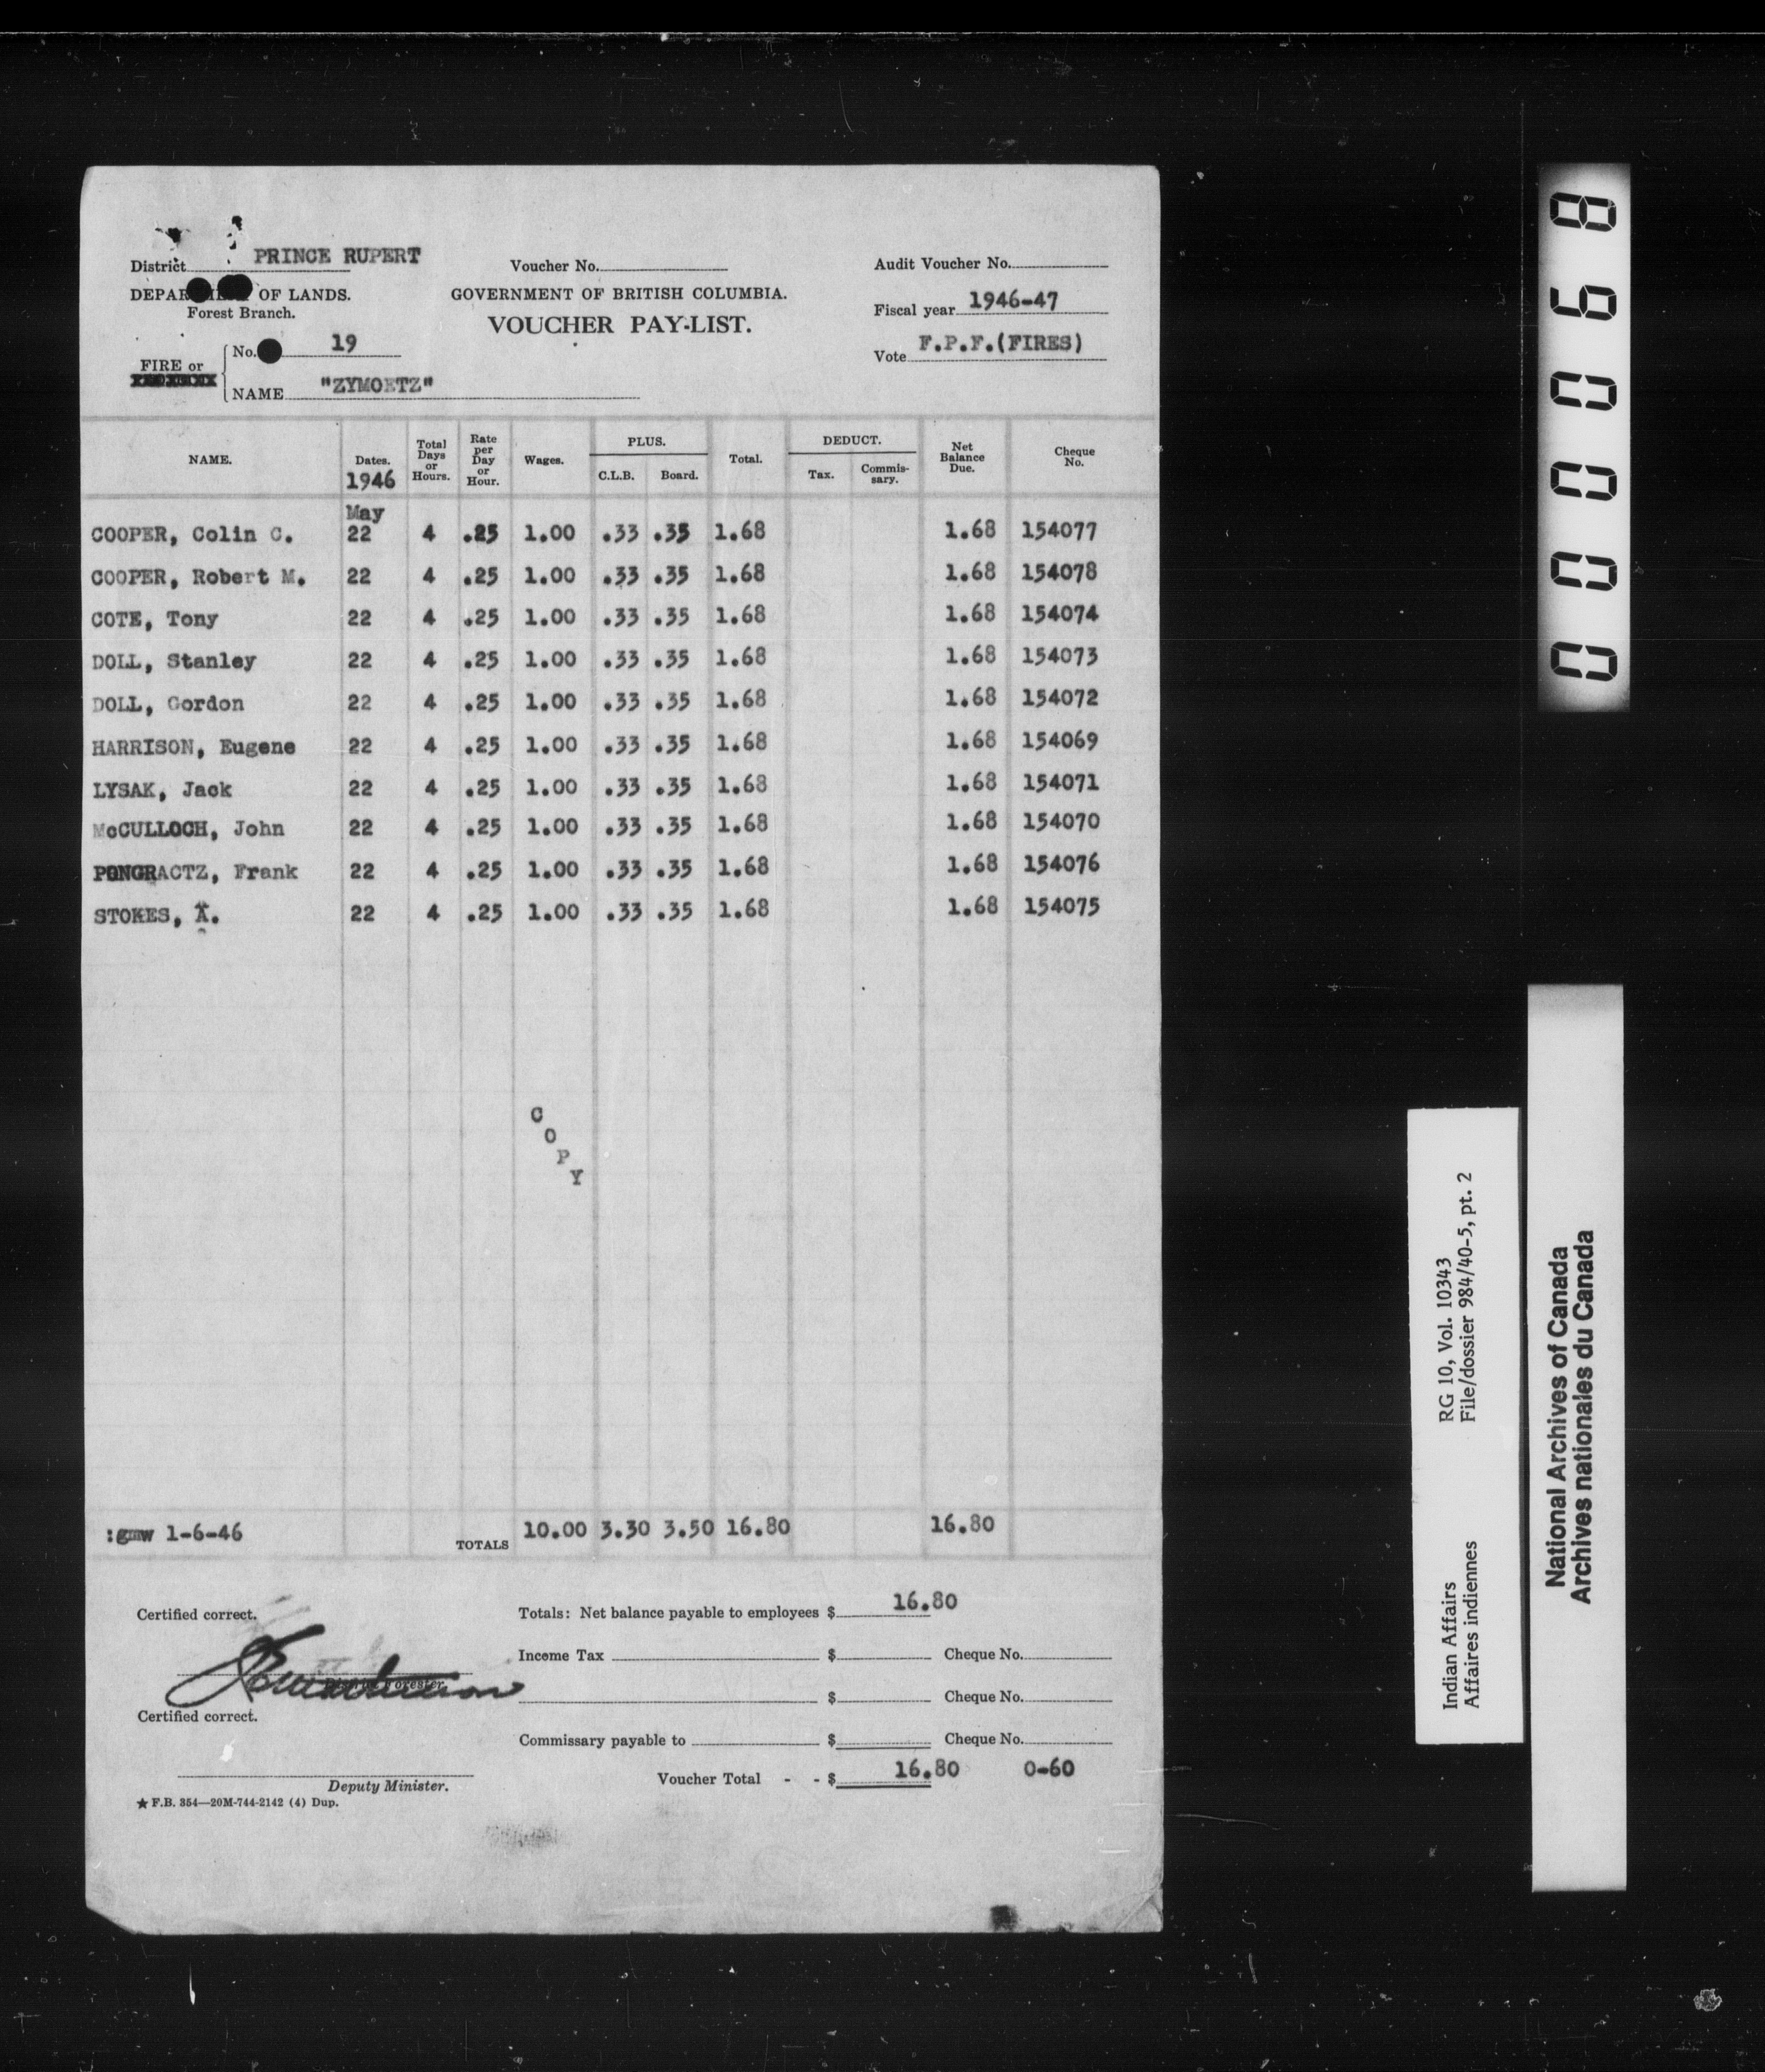 District PRINCE RUPERT
Voucher No.
Audit Voucher No.
DEPARTMENT OF LANDS.
Forest Branch.
GOVERNMENT OF BRITISH COLUMBIA.
VOUCHER PAY-LIST.
Fiscal year 1946-47
Vote F.P.F.(FIRES)
FIRE or
No. 19
NAME "ZYMOETZ"
NAME. Dates. Total Days or Hours. Rate per Day or Hour. Wages. PLUS. C.L.B. Board. Total. DEDUCT. Tax. Commissary. Net Balance Due. Cheque No.
1946
May
COOPER, Colin C. 22 4 .25 1.00 .33 .35 1.68 1.68 154077
COOPER, Robert M. 22 4 .25 1.00 .33 .35 1.68 1.68 154078
COTE, Tony 22 4 .25 1.00 .33 .35 1.68 1.68 154074
DOLL, Stanley 22 4 .25 1.00 .33 .35 1.68 1.68 154073
DOLL, Gordon 22 4 .25 1.00 .33 .35 1.68 1.68 154072
HARRISON, Eugene 22 4 .25 1.00 .33 .35 1.68 1.68 154069
LYSAK, Jack 22 4 .25 1.00 .33 .35 1.68 1.68 154071
McCULLOCH, John 22 4 .25 1.00 .33 .35 1.68 1.68 154070
PONGRACTZ, Frank 22 4 .25 1.00 .33 .35 1.68 1.68 154076
STOKES, 22 4 .25 1.00 .33 .35 1.68 1.68 154075
COPY
:gmw 1-6-46
TOTALS 10.00 3.30 3.50 16.80 16.80
Certified correct.
Totals: Net balance payable to employees $ 16.80
Income Tax $ Cheque No.
District Forester.
$ Cheque No.
Certified correct.
Commissary payable to $ Cheque No.
Voucher Total - - $ 16.80 0-60
Deputy Minister.
★ F.B. 354—20M-744-2142 (4) Dup.
000068
Indian Affairs RG 10, Vol. 10343
Affaires indiennes File/dossier 984/40-5, pt. 2
National Archives of Canada
Archives nationales du Canada